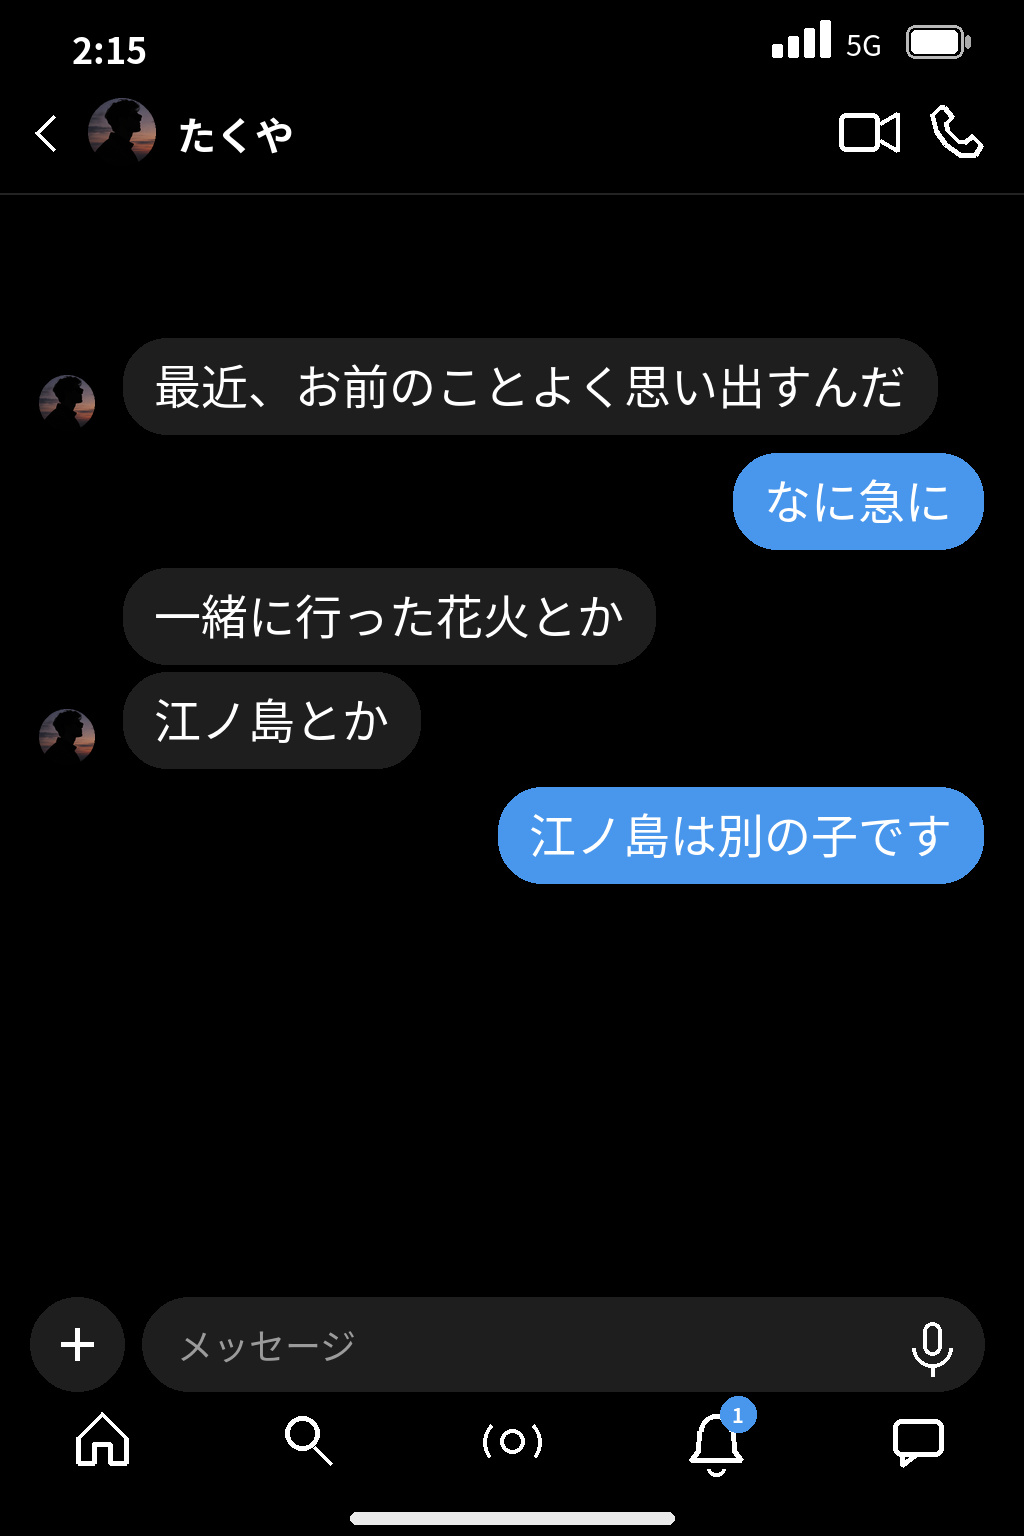 2:15
5G
たくや
最近、お前のことよく思い出すんだ
なに急に
一緒に行った花火とか
江ノ島とか
江ノ島は別の子です
メッセージ
1